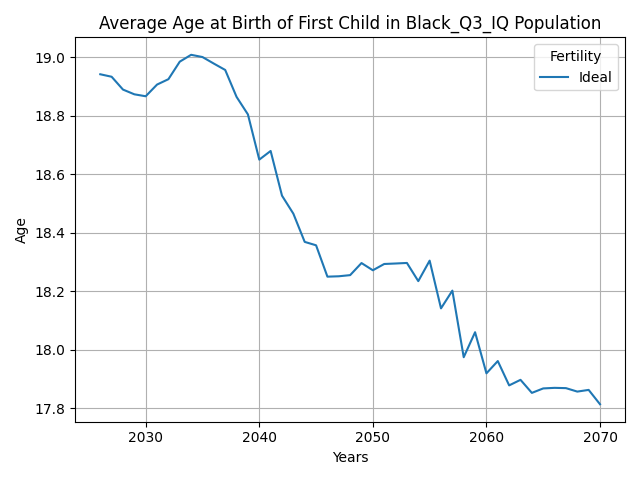 Average Age at Birth of First Child in Black_Q3_IQ Population
Fertility
Ideal
19.0
18.8
18.6
18.4
18.2
18.0
17.8
Age
2030 2040 2050 2060 2070
Years